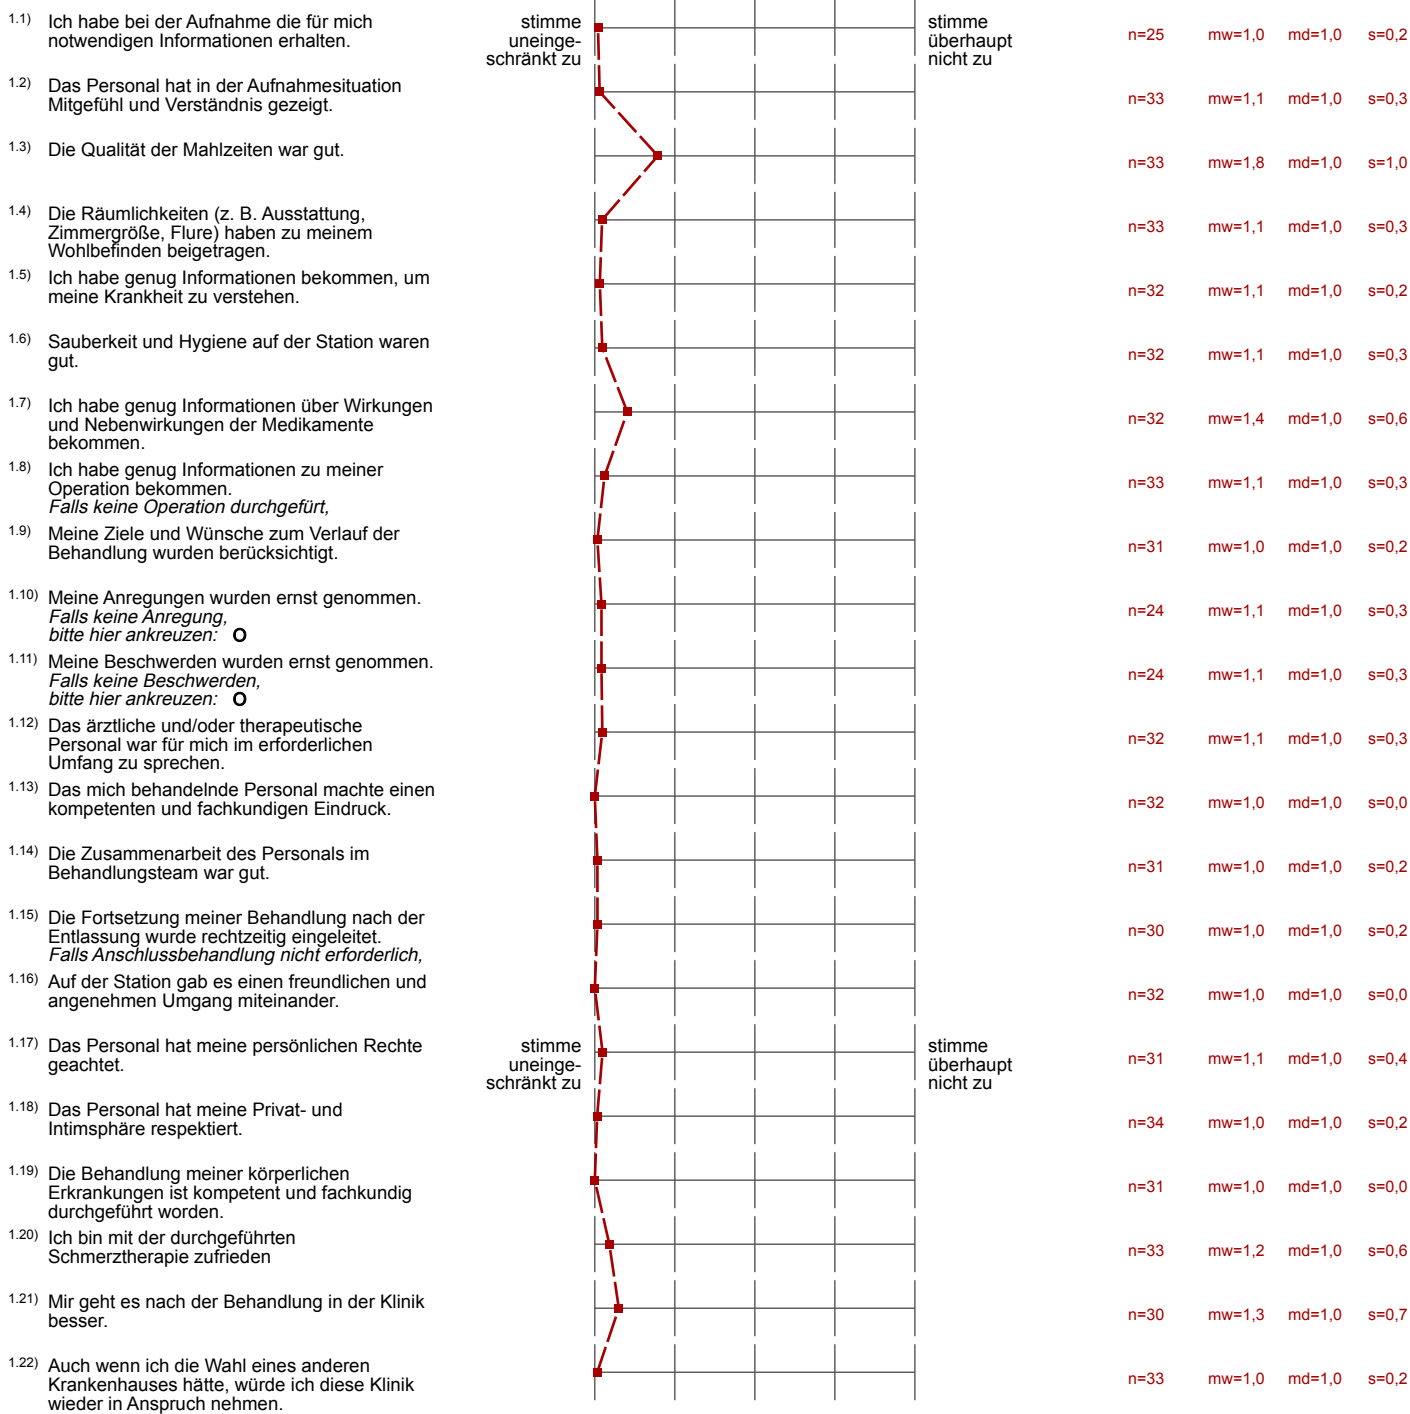 1.1) Ich habe bei der Aufnahme die für mich
notwendigen Informationen erhalten.
stimme
uneinge-
schränkt zu
stimme
überhaupt
nicht zu
n=25 mw=1,0 md=1,0 s=0,2
1.2) Das Personal hat in der Aufnahmesituation
Mitgefühl und Verständnis gezeigt.
n=33 mw=1,1 md=1,0 s=0,3
1.3) Die Qualität der Mahlzeiten war gut.
n=33 mw=1,8 md=1,0 s=1,0
1.4) Die Räumlichkeiten (z. B. Ausstattung,
Zimmergröße, Flure) haben zu meinem
Wohlbefinden beigetragen.
n=33 mw=1,1 md=1,0 s=0,3
1.5) Ich habe genug Informationen bekommen, um
meine Krankheit zu verstehen.
n=32 mw=1,1 md=1,0 s=0,2
1.6) Sauberkeit und Hygiene auf der Station waren
gut.
n=32 mw=1,1 md=1,0 s=0,3
1.7) Ich habe genug Informationen über Wirkungen
und Nebenwirkungen der Medikamente
bekommen.
n=32 mw=1,4 md=1,0 s=0,6
1.8) Ich habe genug Informationen zu meiner
Operation bekommen.
Falls keine Operation durchgefürt,
n=33 mw=1,1 md=1,0 s=0,3
1.9) Meine Ziele und Wünsche zum Verlauf der
Behandlung wurden berücksichtigt.
n=31 mw=1,0 md=1,0 s=0,2
1.10) Meine Anregungen wurden ernst genommen.
Falls keine Anregung,
bitte hier ankreuzen: O
n=24 mw=1,1 md=1,0 s=0,3
1.11) Meine Beschwerden wurden ernst genommen.
Falls keine Beschwerden,
bitte hier ankreuzen: O
n=24 mw=1,1 md=1,0 s=0,3
1.12) Das ärztliche und/oder therapeutische
Personal war für mich im erforderlichen
Umfang zu sprechen.
n=32 mw=1,1 md=1,0 s=0,3
1.13) Das mich behandelnde Personal machte einen
kompetenten und fachkundigen Eindruck.
n=32 mw=1,0 md=1,0 s=0,0
1.14) Die Zusammenarbeit des Personals im
Behandlungsteam war gut.
n=31 mw=1,0 md=1,0 s=0,2
1.15) Die Fortsetzung meiner Behandlung nach der
Entlassung wurde rechtzeitig eingeleitet.
Falls Anschlussbehandlung nicht erforderlich,
n=30 mw=1,0 md=1,0 s=0,2
1.16) Auf der Station gab es einen freundlichen und
angenehmen Umgang miteinander.
n=32 mw=1,0 md=1,0 s=0,0
1.17) Das Personal hat meine persönlichen Rechte
geachtet.
stimme
uneinge-
schränkt zu
stimme
überhaupt
nicht zu
n=31 mw=1,1 md=1,0 s=0,4
1.18) Das Personal hat meine Privat- und
Intimsphäre respektiert.
n=34 mw=1,0 md=1,0 s=0,2
1.19) Die Behandlung meiner körperlichen
Erkrankungen ist kompetent und fachkundig
durchgeführt worden.
n=31 mw=1,0 md=1,0 s=0,0
1.20) Ich bin mit der durchgeführten
Schmerztherapie zufrieden
n=33 mw=1,2 md=1,0 s=0,6
1.21) Mir geht es nach der Behandlung in der Klinik
besser.
n=30 mw=1,3 md=1,0 s=0,7
1.22) Auch wenn ich die Wahl eines anderen
Krankenhauses hätte, würde ich diese Klinik
wieder in Anspruch nehmen.
n=33 mw=1,0 md=1,0 s=0,2